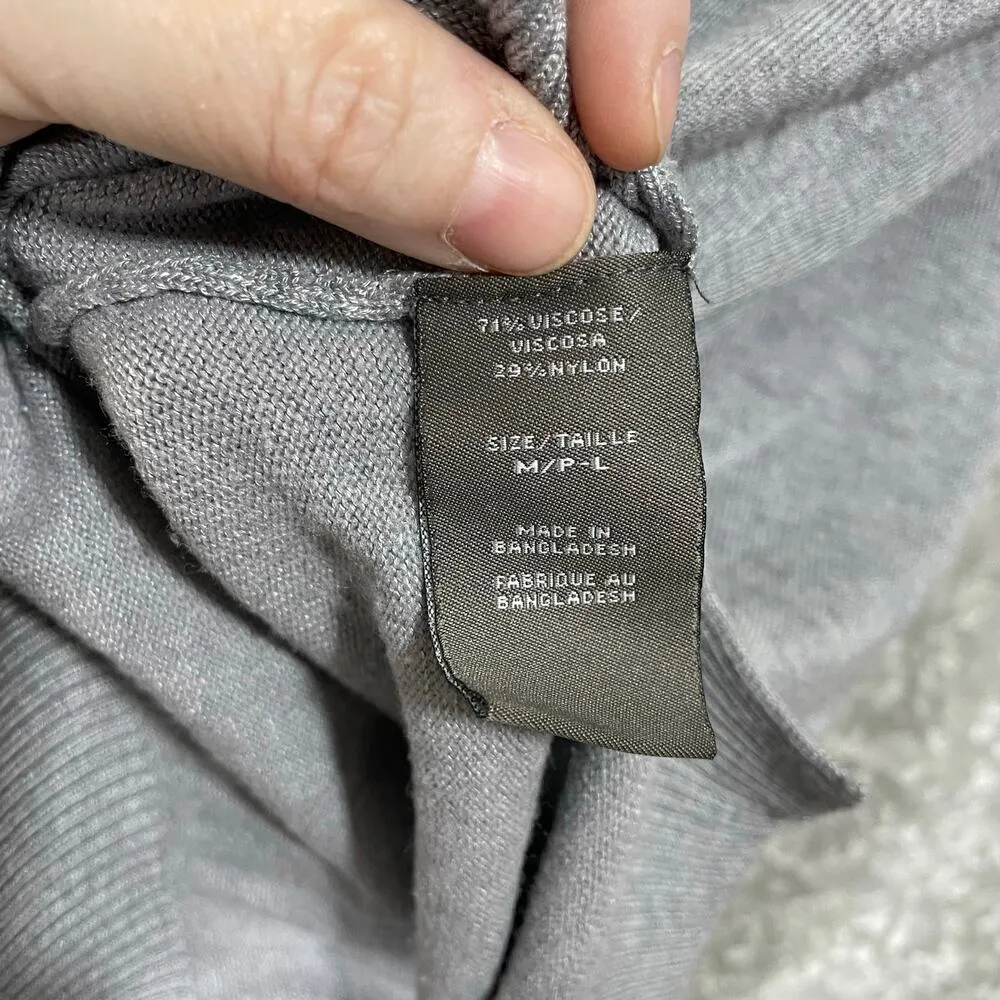 71% VISCOSE/
VISCOSA
29% NYLON
SIZE/TAILLE
M/P-L
MADE IN
BANGLADESH
FABRIQUE AU
BANGLADESH